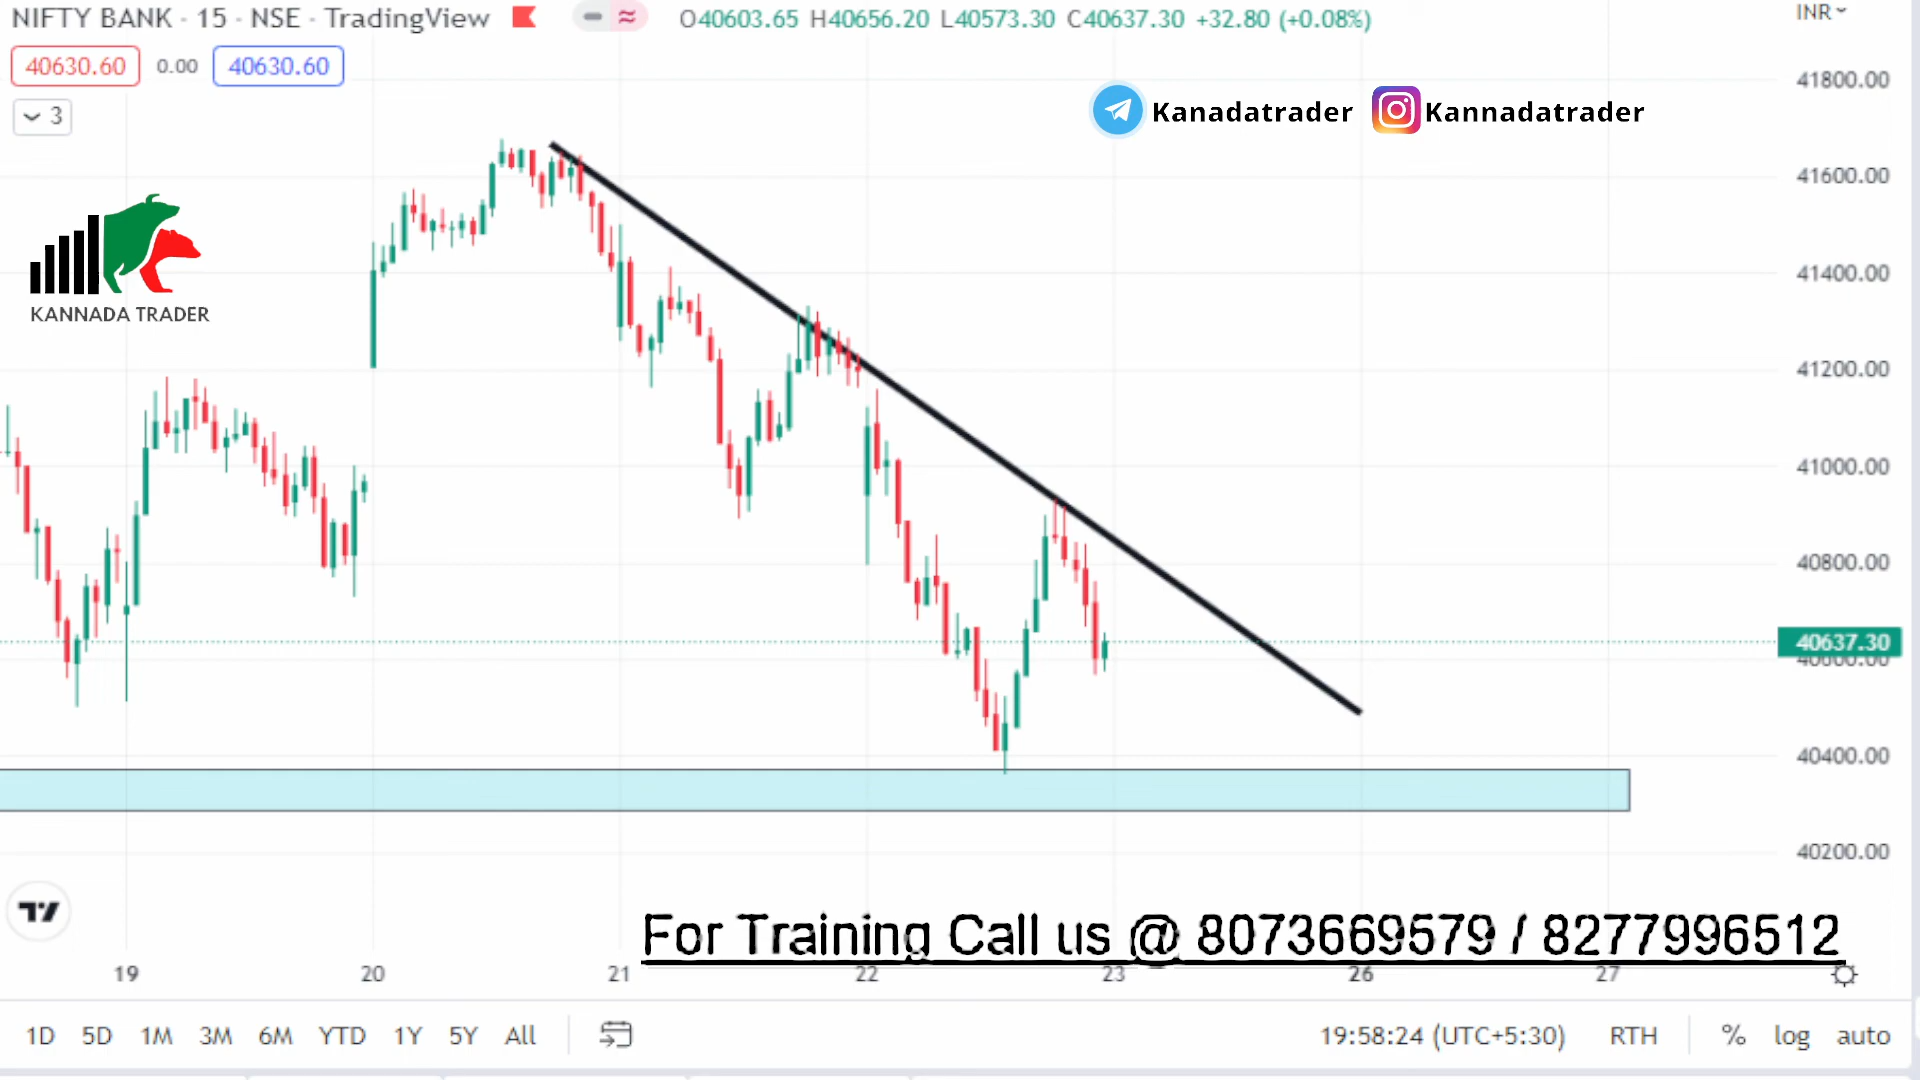 NIFTY BANK · 15 · NSE · TradingView
O40603.65 H40656.20 L40573.30 C40637.30 +32.80 (+0.08%)
INR
40630.60 0.00 40630.60
3
Kanadatrader Kannadatrader
KANNADA TRADER
41800.00
41600.00
41400.00
41200.00
41000.00
40800.00
40637.30
40600.00
40400.00
40200.00
For Training Call us @ 8073669579 / 8277996512
19 20 21 22 23 26 27
1D 5D 1M 3M 6M YTD 1Y 5Y All
19:58:24 (UTC+5:30) RTH % log auto